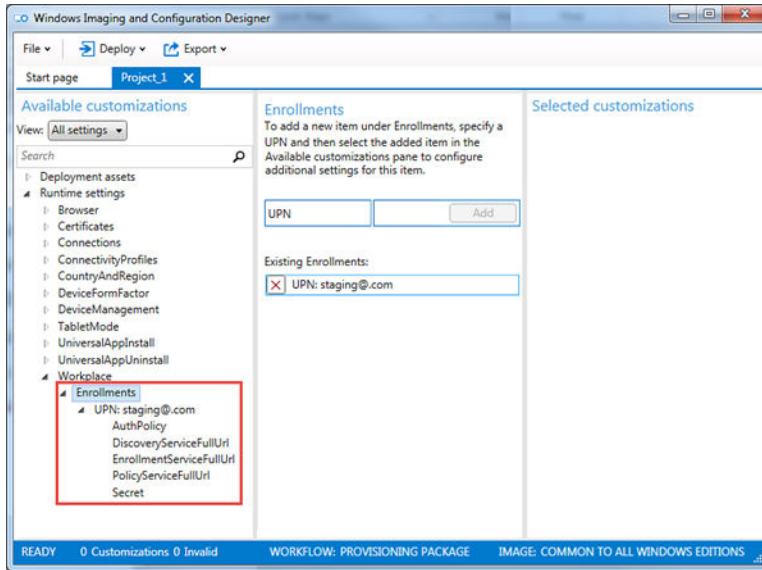 Windows Imaging and Configuration Designer
File Deploy Export
Start page Project_1
Available customizations
View: All settings
Search
Deployment assets
Runtime settings
Browser
Certificates
Connections
ConnectivityProfiles
CountryAndRegion
DeviceFormFactor
DeviceManagement
TabletMode
UniversalAppInstall
UniversalAppUninstall
Workplace
Enrollments
UPN: staging@.com
AuthPolicy
DiscoveryServiceFullUrl
EnrollmentServiceFullUrl
PolicyServiceFullUrl
Secret
Enrollments
To add a new item under Enrollments, specify a
UPN and then select the added item in the
Available customizations pane to configure
additional settings for this item.
UPN Add
Existing Enrollments:
UPN: staging@.com
Selected customizations
READY 0 Customizations 0 Invalid WORKFLOW: PROVISIONING PACKAGE IMAGE: COMMON TO ALL WINDOWS EDITIONS